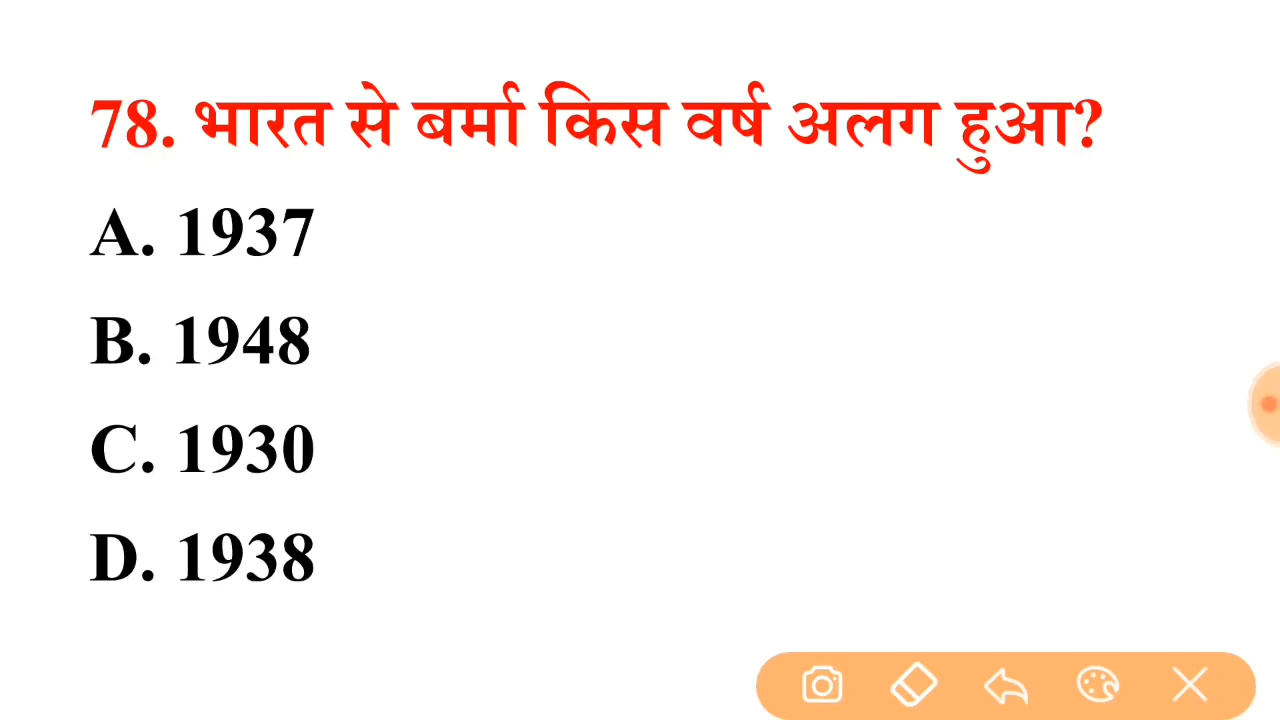 78. भारत से बर्मा किस वर्ष अलग हुआ?
A. 1937
B. 1948
C. 1930
D. 1938